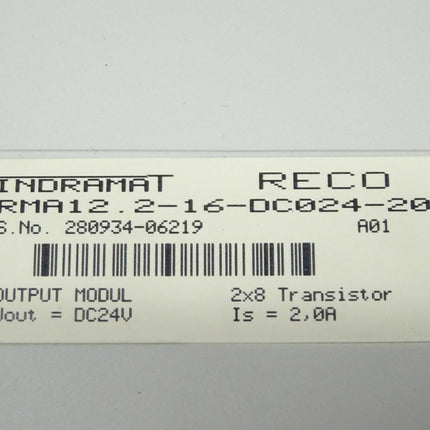 INDRAMAT RECO
RMA12.2-16-DC024-20
S.No. 280934-06219 A01
OUTPUT MODUL 2x8 Transistor
Uout = DC24V Is = 2,0A